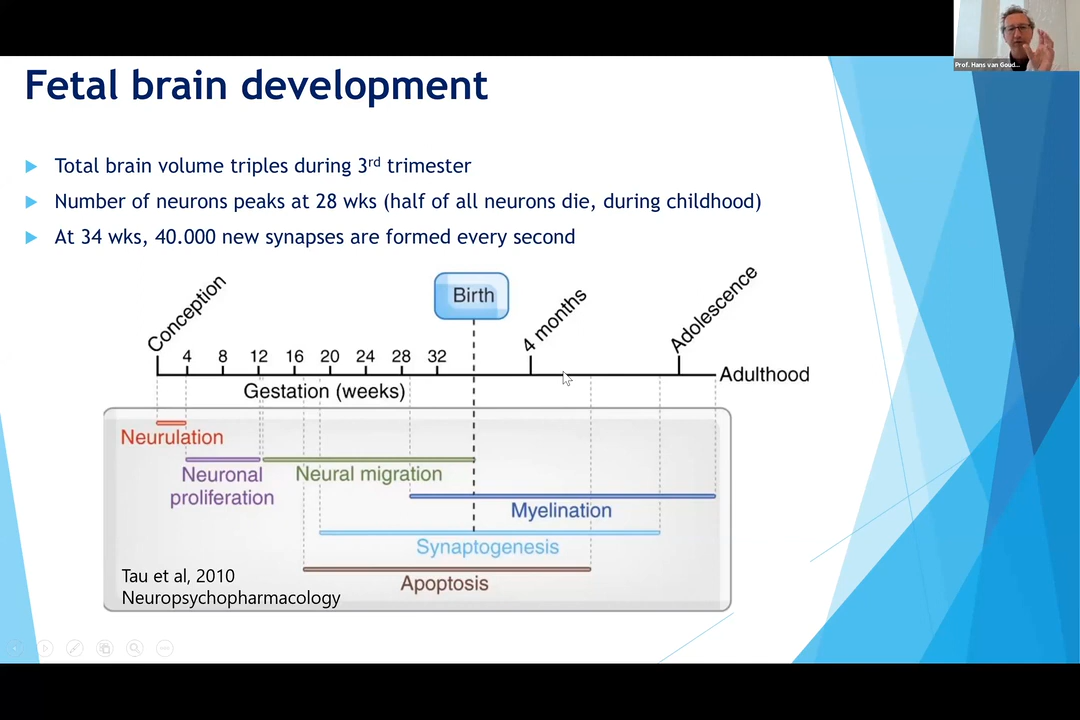 Prof. Hans van Goud...
Fetal brain development
Total brain volume triples during 3rd trimester
Number of neurons peaks at 28 wks (half of all neurons die, during childhood)
At 34 wks, 40.000 new synapses are formed every second
Conception
Birth
4 months
Adolescence
4 8 12 16 20 24 28 32
Adulthood
Gestation (weeks)
Neurulation
Neuronal
proliferation
Neural migration
Myelination
Synaptogenesis
Apoptosis
Tau et al, 2010
Neuropsychopharmacology